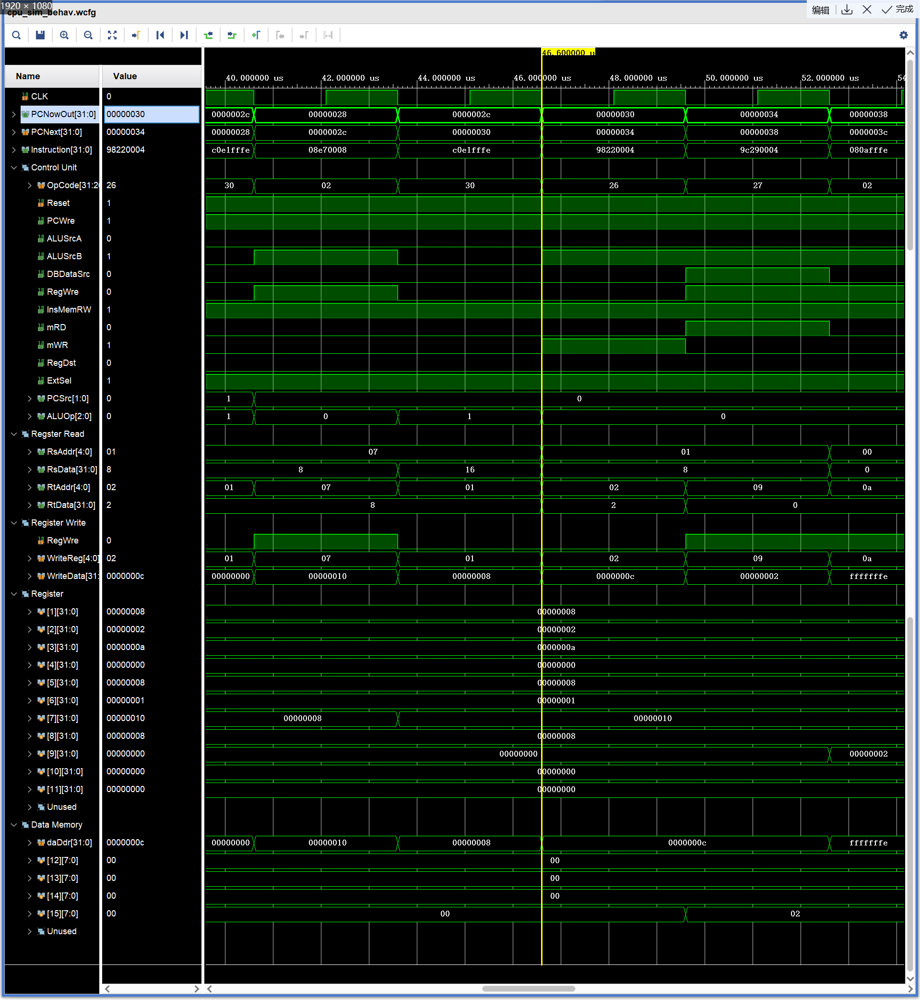 1920 × 1080
cpu_sim_behav.wcfg
编辑 完成
46.600000 u
Name Value
40.000000 us 42.000000 us 44.000000 us 46.000000 us 48.000000 us 50.000000 us 52.000000 us 54
CLK 0
PCNowOut[31:0] 00000030 0000002c 00000028 0000002c 00000030 00000034 00000038
PCNext[31:0] 00000034 00000028 0000002c 00000030 00000034 00000038 0000003c
Instruction[31:0] 98220004 c0e1fffe 08e70008 c0e1fffe 98220004 9c290004 080afffe
Control Unit
OpCode[31:26 26 30 02 30 26 27 02
Reset 1
PCWre 1
ALUSrcA 0
ALUSrcB 1
DBDataSrc 0
RegWre 0
InsMemRW 1
mRD 0
mWR 1
RegDst 0
ExtSel 1
PCSrc[1:0] 0 1 0
ALUOp[2:0] 0 1 0 1 0
Regster Read
RsAddr[4:0] 01 07 01 00
RsData[31:0] 8 8 16 8 0
RtAddr[4:0] 02 01 07 01 02 09 0a
RtData[31:0] 2 8 2 0
Register Write
RegWre 0
WriteReg[4:0] 02 01 07 01 02 09 0a
WriteData[31: 0000000c 00000000 00000010 00000008 0000000c 00000002 fffffffe
Register
[1][31:0] 00000008 00000008
[2][31:0] 00000002 00000002
[3][31:0] 0000000a 0000000a
[4][31:0] 00000000 00000000
[5][31:0] 00000008 00000008
[6][31:0] 00000001 00000001
[7][31:0] 00000010 00000008 00000010
[8][31:0] 00000008 00000008
[9][31:0] 00000000 00000000 00000002
[10][31:0] 00000000 00000000
[11][31:0] 00000000 00000000
Unused
Data Memory
daDdr[31:0] 0000000c 00000000 00000010 00000008 0000000c fffffffe
[12][7:0] 00 00
[13][7:0] 00 00
[14][7:0] 00 00
[15][7:0] 00 00 02
Unused